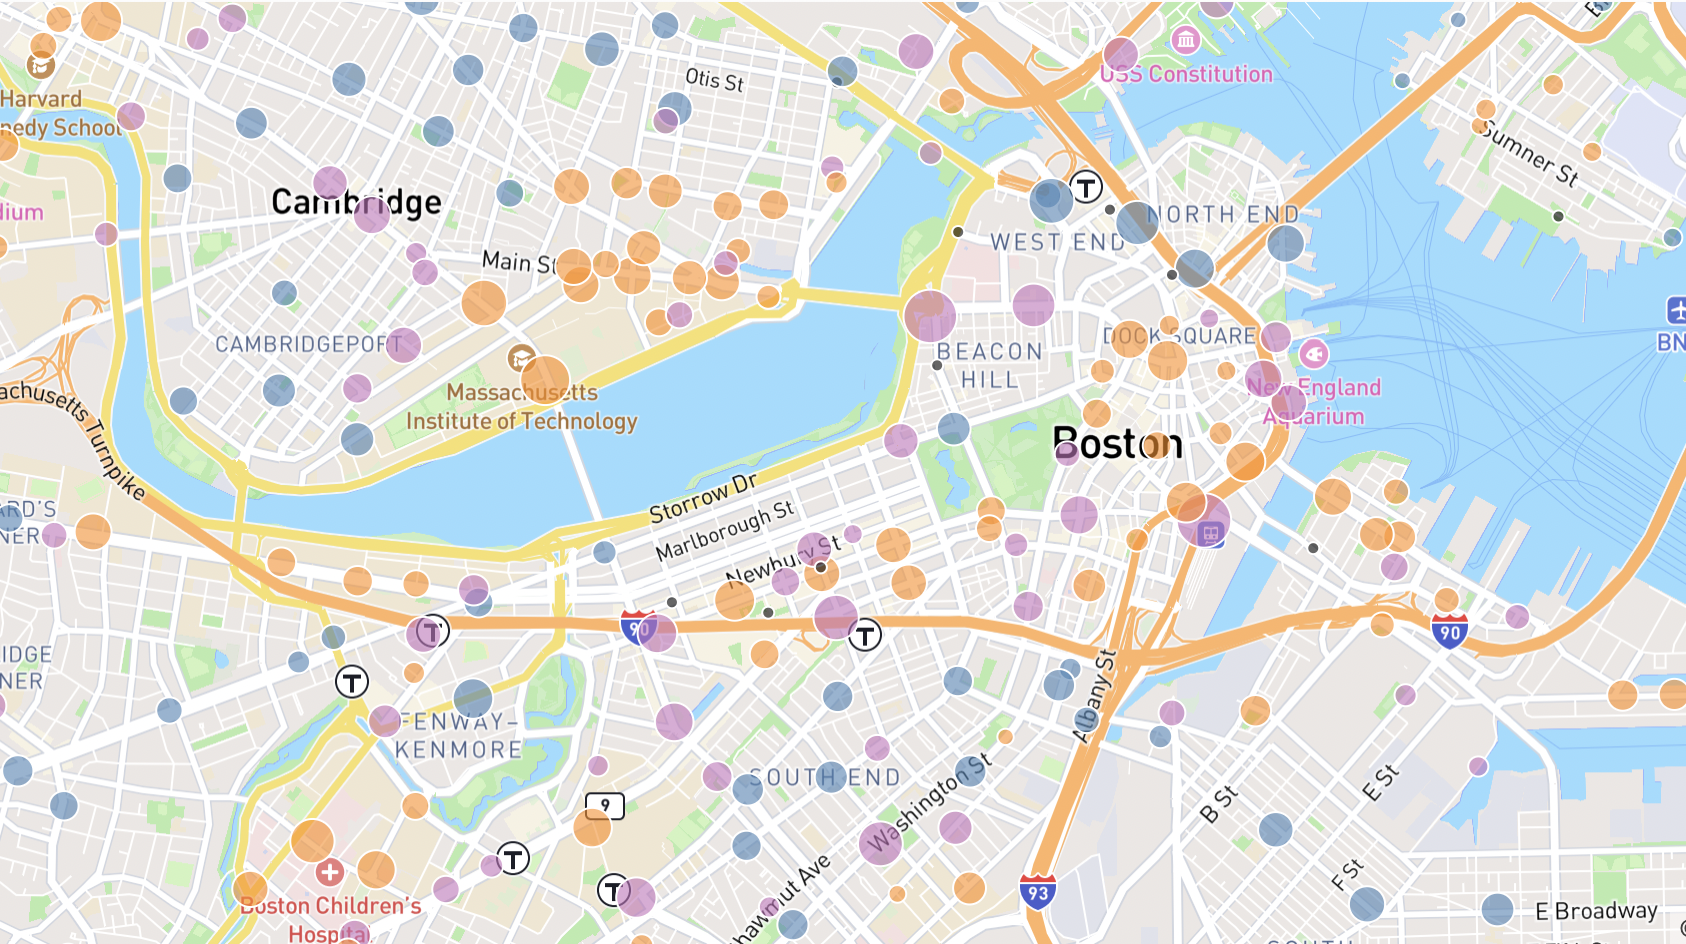 Otis St
USS Constitution
Harvard
nedy School
Sumner St
Cambridge
dium
T
NORTH END
WEST END
Main St
BN
CAMBRIDGEPORT
DOCK SQUARE
BEACON
HILL
Massachusetts
Institute of Technology
New England
Aquarium
achusetts Turnpike
Boston
Storrow Dr
Marlborough St
Newbury St
ARD'S
NER
T
90
T
90
IDGE
NER
T
Albany St
FENWAY–
KENMORE
SOUTH END
Washington St
E St
B St
9
T
F St
T
93
Boston Children's
Hospital
hawmut Ave
E Broadway